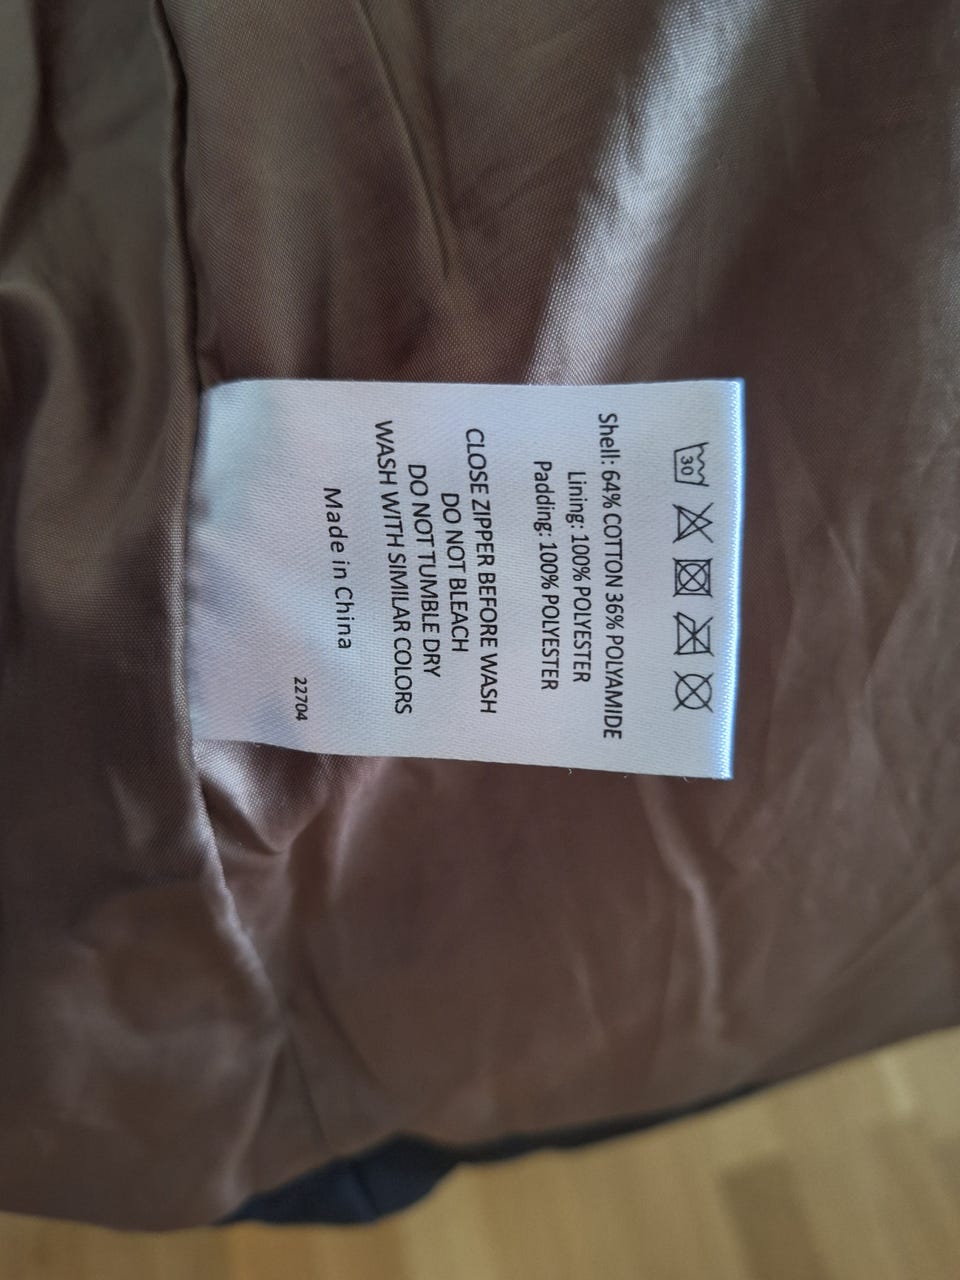 30
Shell: 64% COTTON 36% POLYAMIDE
Lining: 100% POLYESTER
Padding: 100% POLYESTER
CLOSE ZIPPER BEFORE WASH
DO NOT BLEACH
DO NOT TUMBLE DRY
WASH WITH SIMILAR COLORS
Made in China
22704